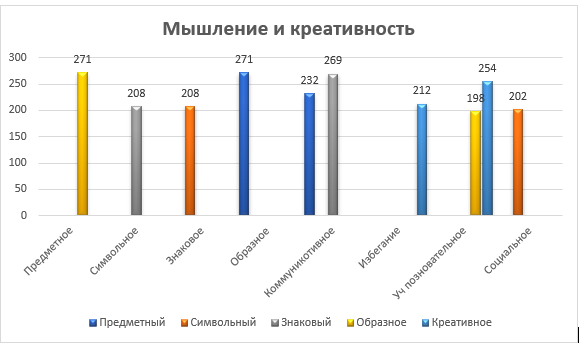 Мышление и креативность
300
250
200
150
100
50
0
271
208
208
271
232
269
212
198
254
202
Предметное
Символьное
Знаковое
Образное
Коммуникотивное
Избегание
Уч позновательное
Социальное
Предметный Символьный Знаковый Образное Креативное